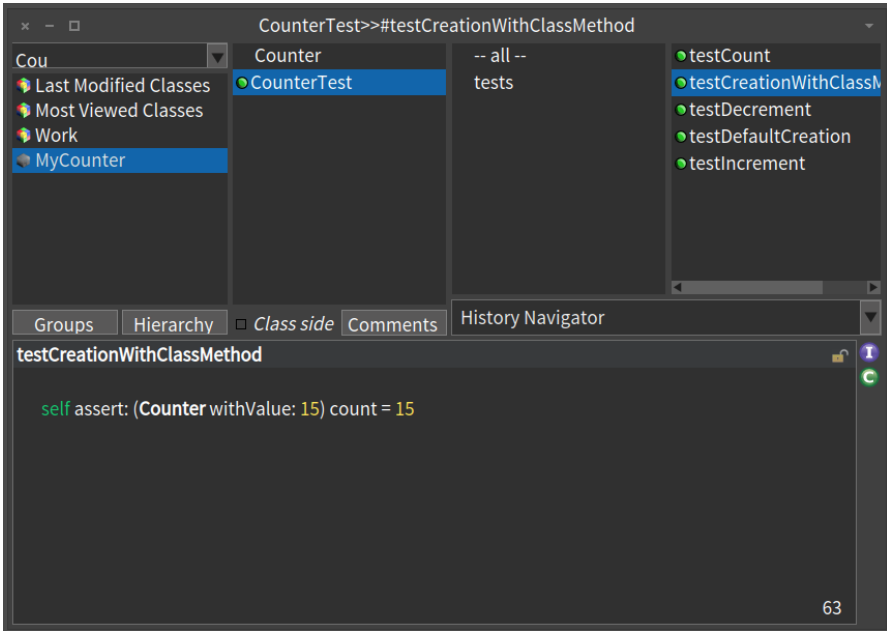 CounterTest>>#testCreationWithClassMethod
Cou
Last Modified Classes
Most Viewed Classes
Work
MyCounter
Counter
CounterTest
-- all --
tests
testCount
testCreationWithClassM
testDecrement
testDefaultCreation
testIncrement
Groups
Hierarchy
Class side
Comments
History Navigator
testCreationWithClassMethod
I
C
self assert: (Counter withValue: 15) count = 15
63